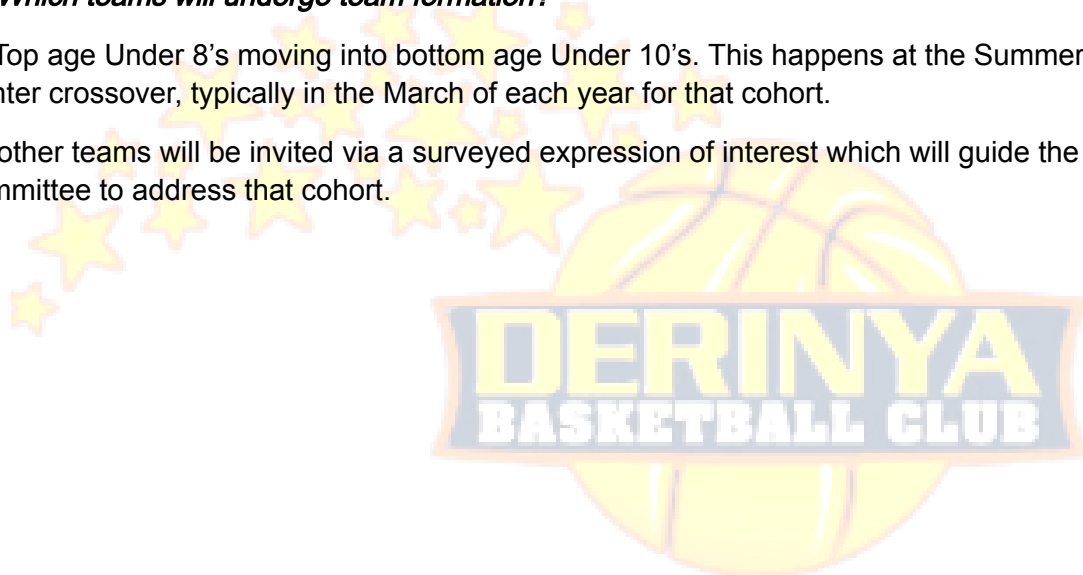 Which teams will undergo team formation?
Top age Under 8’s moving into bottom age Under 10’s. This happens at the Summer
nter crossover, typically in the March of each year for that cohort.
other teams will be invited via a surveyed expression of interest which will guide the
mmittee to address that cohort.
DERINYA
BASKETBALL CLUB